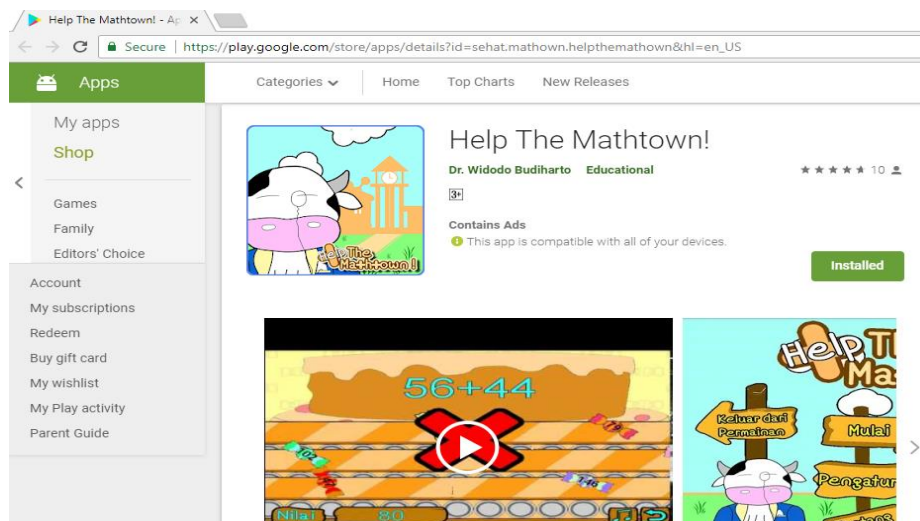 Help The Mathtown! - Ap
Secure | https://play.google.com/store/apps/details?id=sehat.mathown.helpthemathown&hl=en_US
Apps
Categories
Home
Top Charts
New Releases
My apps
Shop
Games
Family
Editors' Choice
Account
My subscriptions
Redeem
Buy gift card
My wishlist
My Play activity
Parent Guide
Help The Mathtown!
Dr. Widodo Budiharto Educational
10
3+
Contains Ads
This app is compatible with all of your devices.
Installed
Help The
Mathtown!
56+44
102
79
146
Nilai
80
Help T
Ma
Keluar dari
Permainan
Mulai
Pengatur